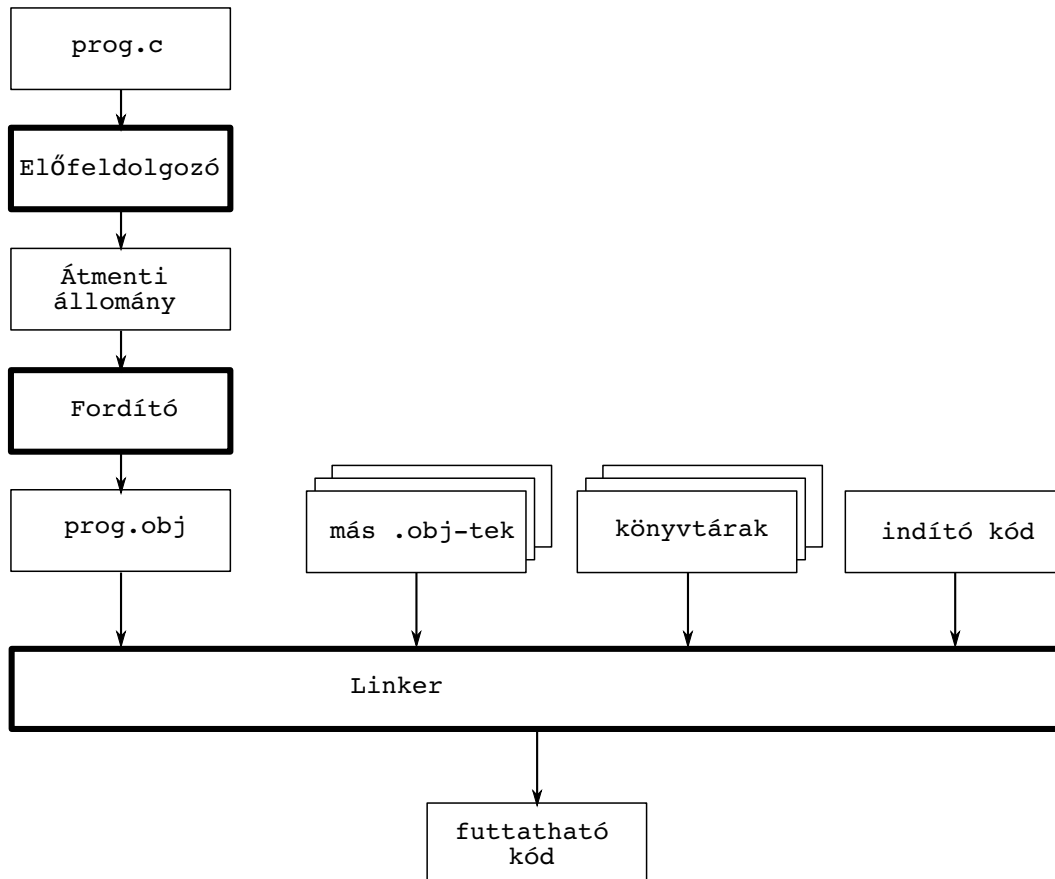 prog.c
Előfeldolgozó
Átmenti
állomány
Fordító
prog.obj
más .obj-tek
könyvtárak
indító kód
Linker
futtatható
kód